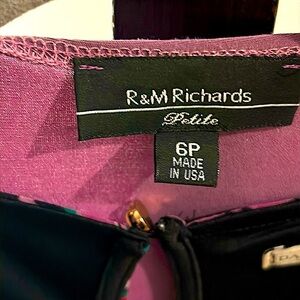 R&M Richards
Petite
6P
MADE
IN USA